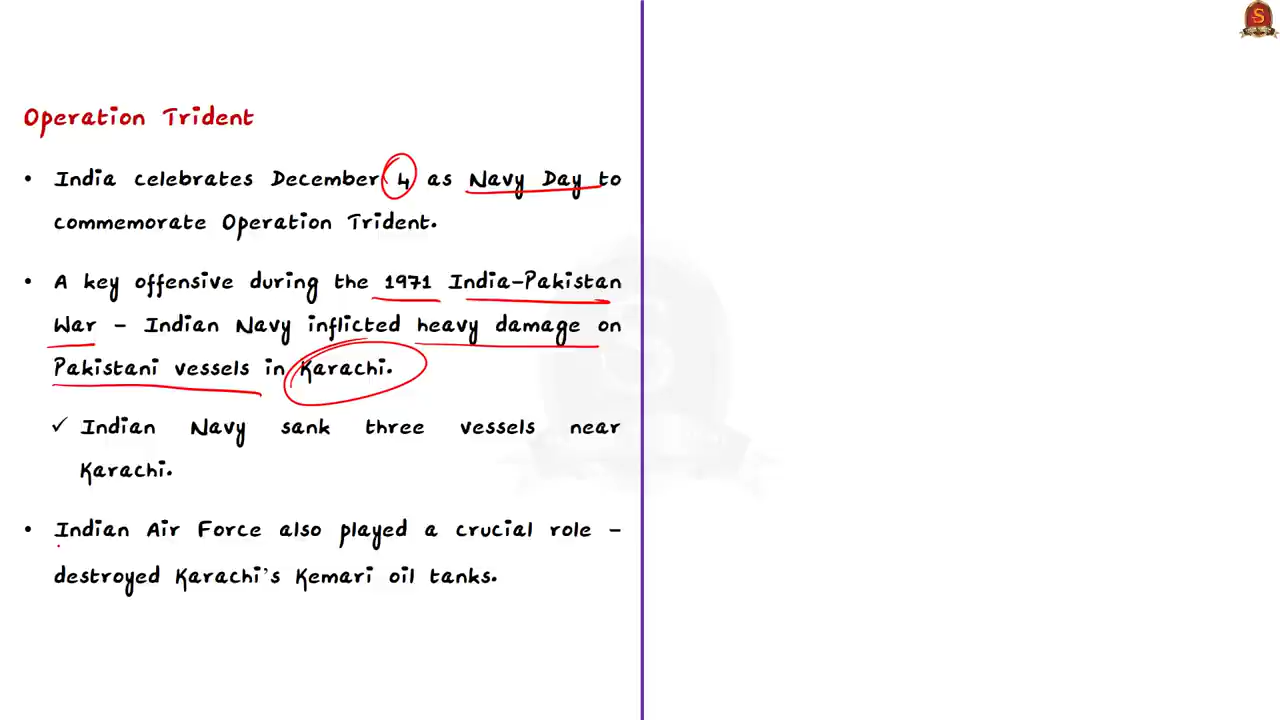 Operation Trident
• India celebrates December 4 as Navy Day to
commemorate Operation Trident.
• A key offensive during the 1971 India-Pakistan
War – Indian Navy inflicted heavy damage on
Pakistani vessels in Karachi.
✓ Indian Navy sank three vessels near
Karachi.
• Indian Air Force also played a crucial role –
destroyed Karachi's Kemari oil tanks.